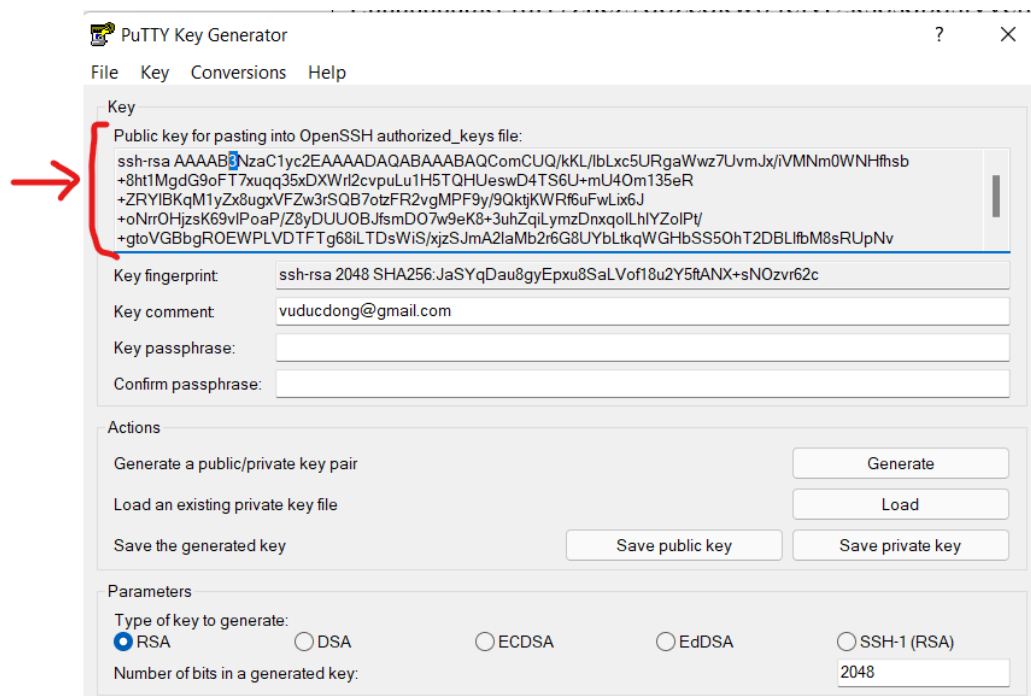 PuTTY Key Generator
?
File Key Conversions Help
Key
Public key for pasting into OpenSSH authorized_keys file:
ssh-rsa AAAAB3NzaC1yc2EAAAADAQABAAABAQComCUQ/kKL/lbLxc5URgaWwz7UvmJx/iVMNm0WNHfhsb
+8ht1MgdG9oFT7xuqq35xDXWrl2cvpuLu1H5TQHUeswD4TS6U+mU4Om135eR
+ZRYlBKqM1yZx8ugxVFZw3rSQB7otzFR2vgMPF9y/9QktjKWRf6uFwLix6J
+oNrrOHjzsK69vlPoaP/Z8yDUUOBJfsmDO7w9eK8+3uhZqiLymzDnxqolLhlYZolPt/
+gtoVGBbgROEWPLVDTFTg68iLTDsWiS/xjzSJmA2laMb2r6G8UYbLtkqWGHbSS5OhT2DBLlfbM8sRUpNv
Key fingerprint: ssh-rsa 2048 SHA256:JaSYqDau8gyEpxu8SaLVof18u2Y5ftANX+sNOzvr62c
Key comment: vuducdong@gmail.com
Key passphrase:
Confirm passphrase:
Actions
Generate a public/private key pair Generate
Load an existing private key file Load
Save the generated key Save public key Save private key
Parameters
Type of key to generate:
RSA DSA ECDSA EdDSA SSH-1 (RSA)
Number of bits in a generated key: 2048